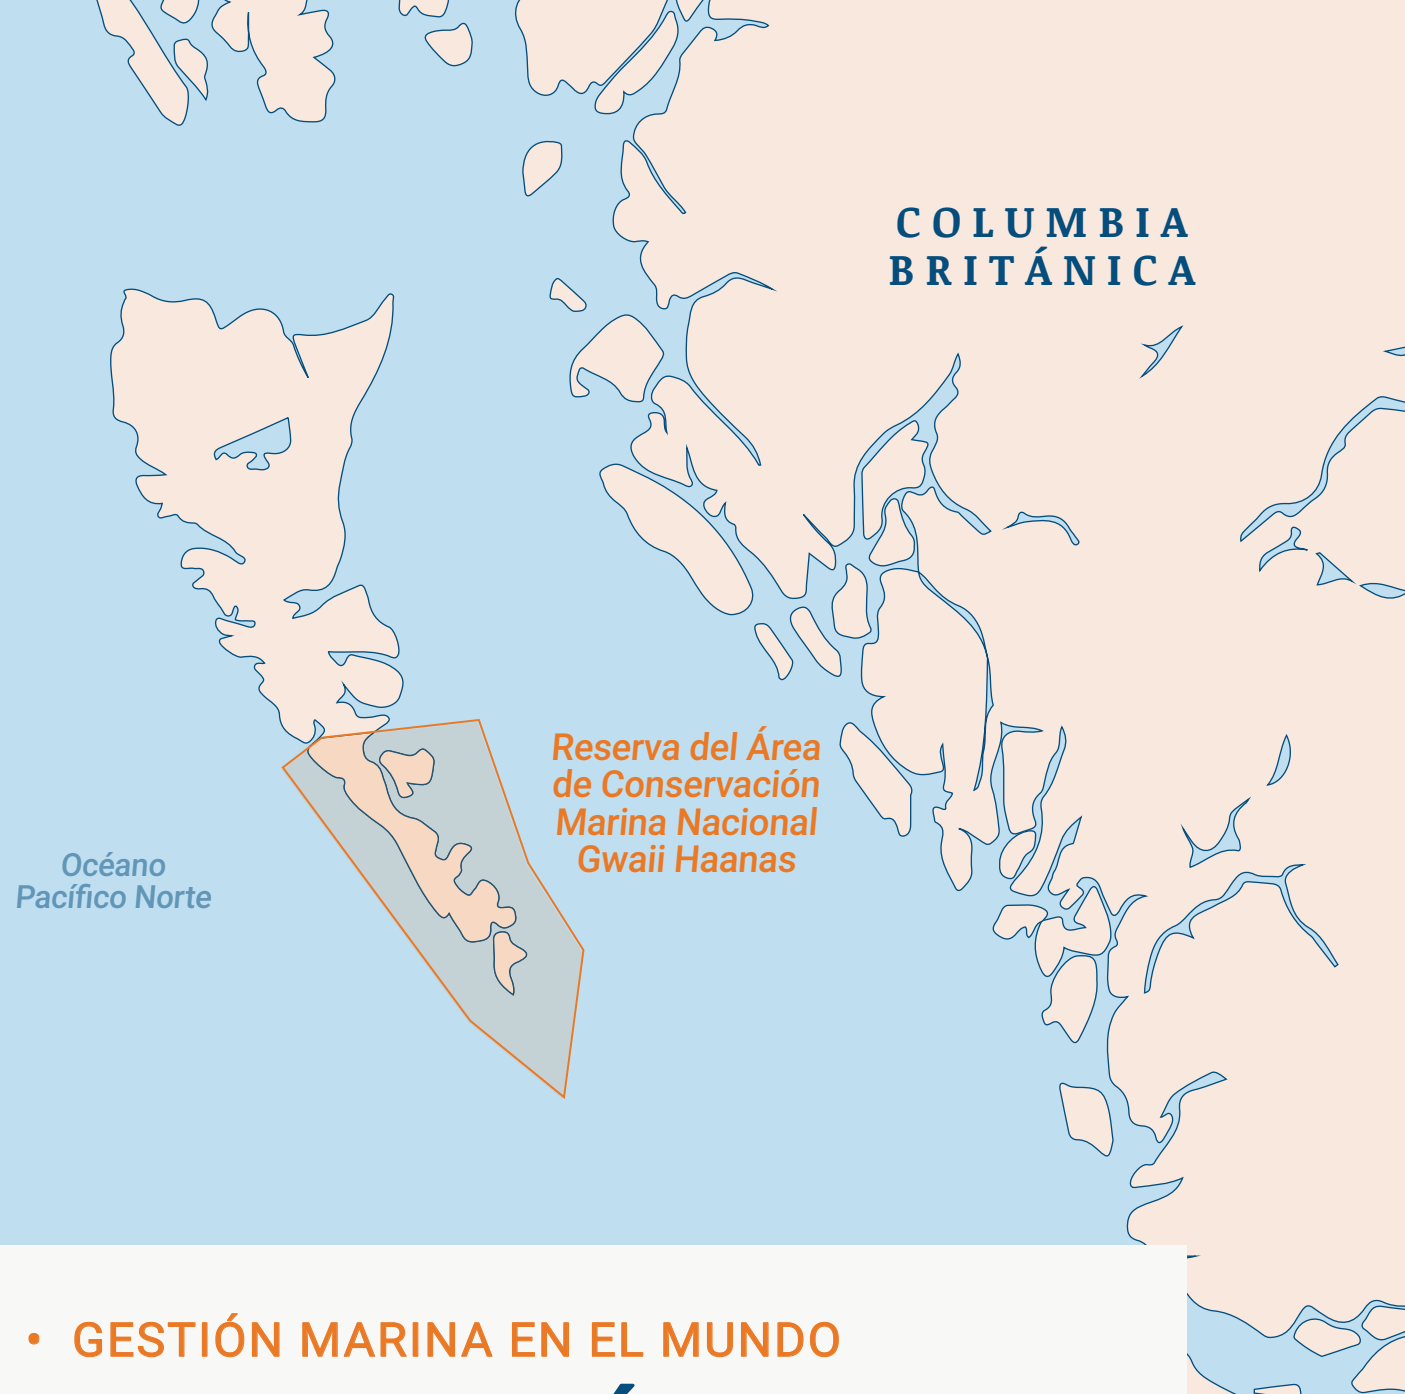 COLUMBIA
BRITÁNICA
Reserva del Área
de Conservación
Marina Nacional
Gwaii Haanas
Océano
Pacífico Norte
• GESTIÓN MARINA EN EL MUNDO